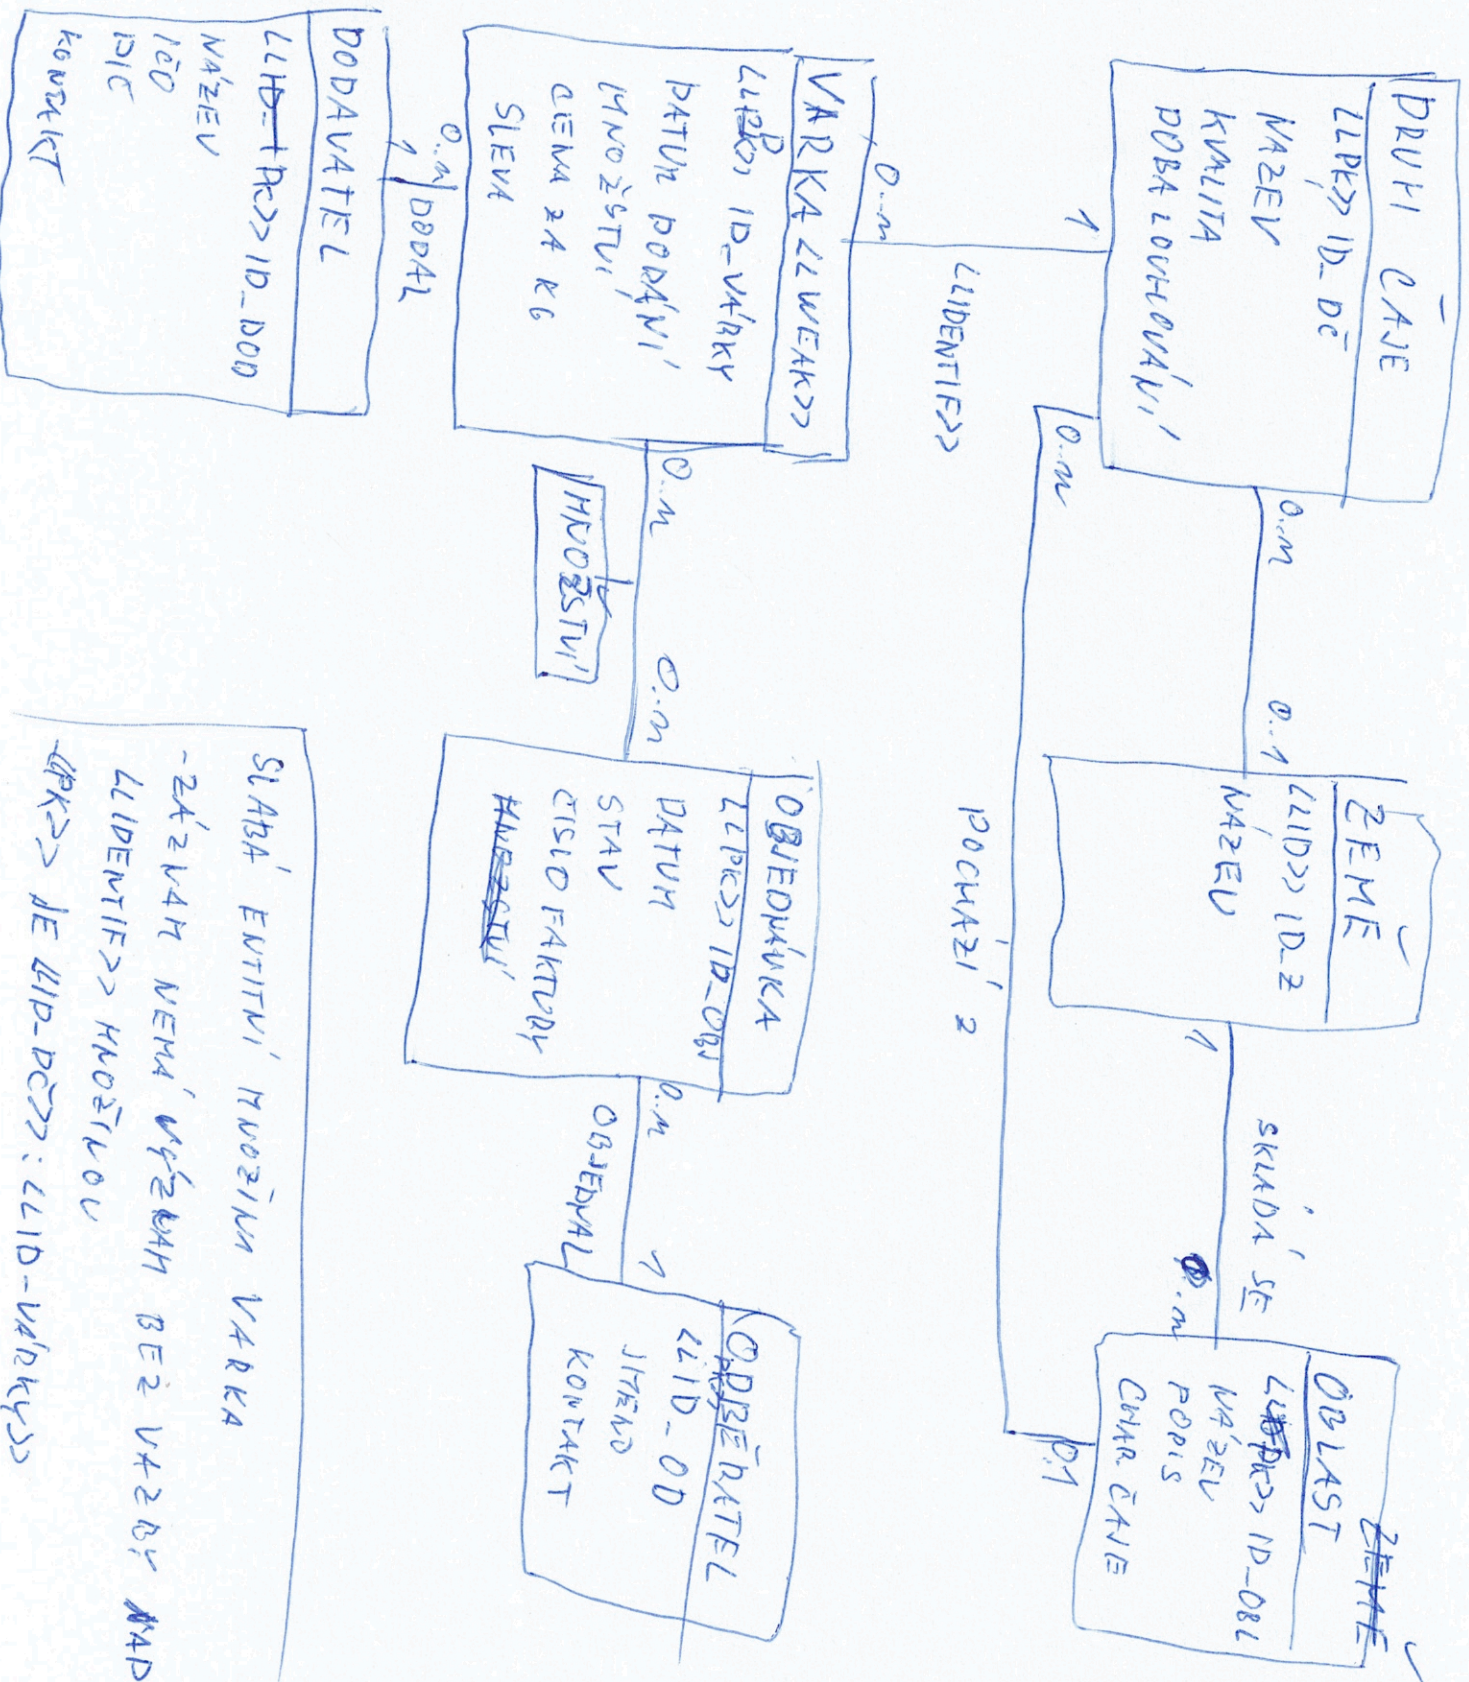 DRUH ČAJE
<<PK>> ID_DČ
NÁZEV
KVALITA
DOBA LOUHOVÁNÍ
0..n
0..1
ZEMĚ
<<ID>> ID_Z
NÁZEV
1
SKLÁDÁ SE
0..n
ZEMĚ
OBLAST
<<PK>> ID_OBL
NÁZEV
POPIS
CHAR ČAJE
0..n
POCHÁZÍ Z
0.1
1
<<IDENTIF>>
0..n
VARKA <<WEAK>>
ID_VÁRKY
DATUM DODÁNÍ
MNOŽSTVÍ
CENA ZA KG
SLEVA
0..n
MNOŽSTVÍ
0..n
OBJEDNÁVKA
<<PK>> ID_OBJ
DATUM
STAV
ČÍSLO FAKTURY
MNOŽSTVÍ
0..n
OBJEDNAL
1
ODBĚRATEL
<<ID_OD
JMÉNO
KONTAKT
0..n
DODAL
1
DODAVATEL
<<PK>> ID_DOD
NÁZEV
IČO
DIČ
KONTAKT
SLABÁ ENTITNÍ MNOŽINA VARKA
-ZÁZNAM NEMÁ VÝZNAM BEZ VAZBY NAD
<<IDENTIF>> MNOŽINOU
-<<PK>> JE <<ID_DČ>>:<<ID-VÁRKY>>